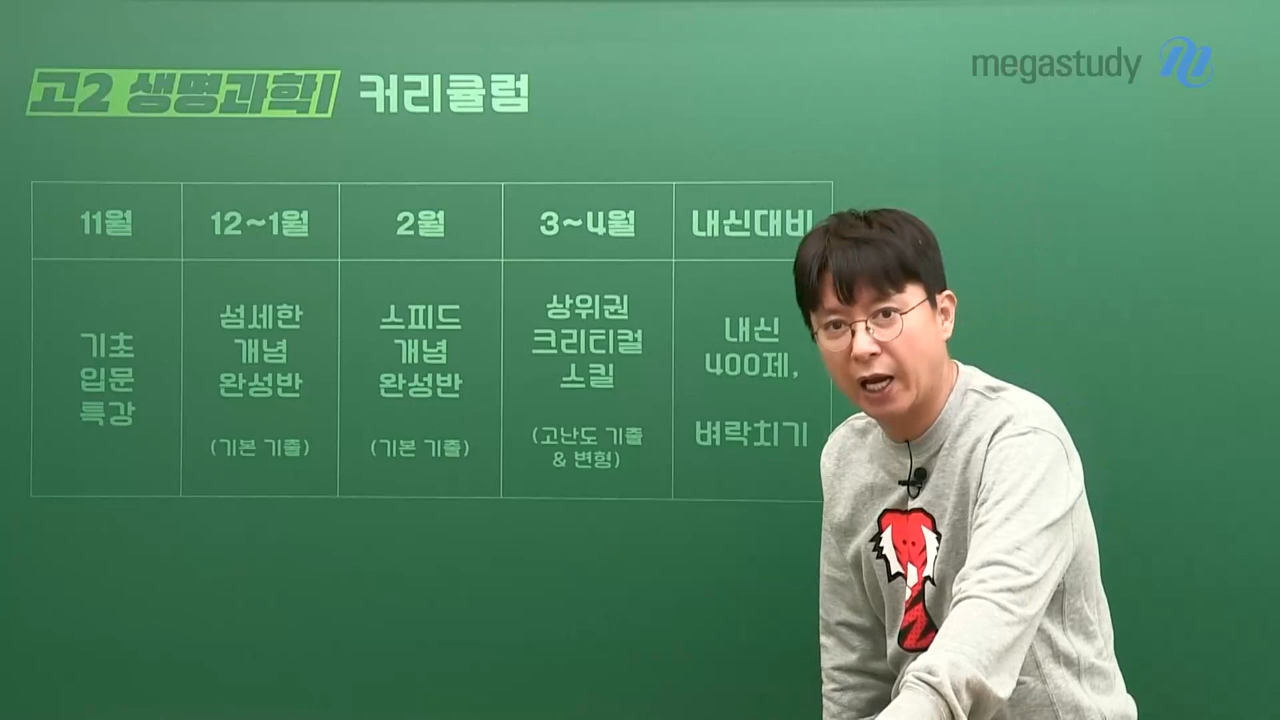 megastudy
고2 생명과학I 커리큘럼
11월
12~1월
2월
3~4월
내신대비
기초
입문
특강
섬세한
개념
완성반
(기본 기출)
스피드
개념
완성반
(기본 기출)
상위권
크리티컬
스킬
(고난도 기출
& 변형)
내신
400제,
벼락치기